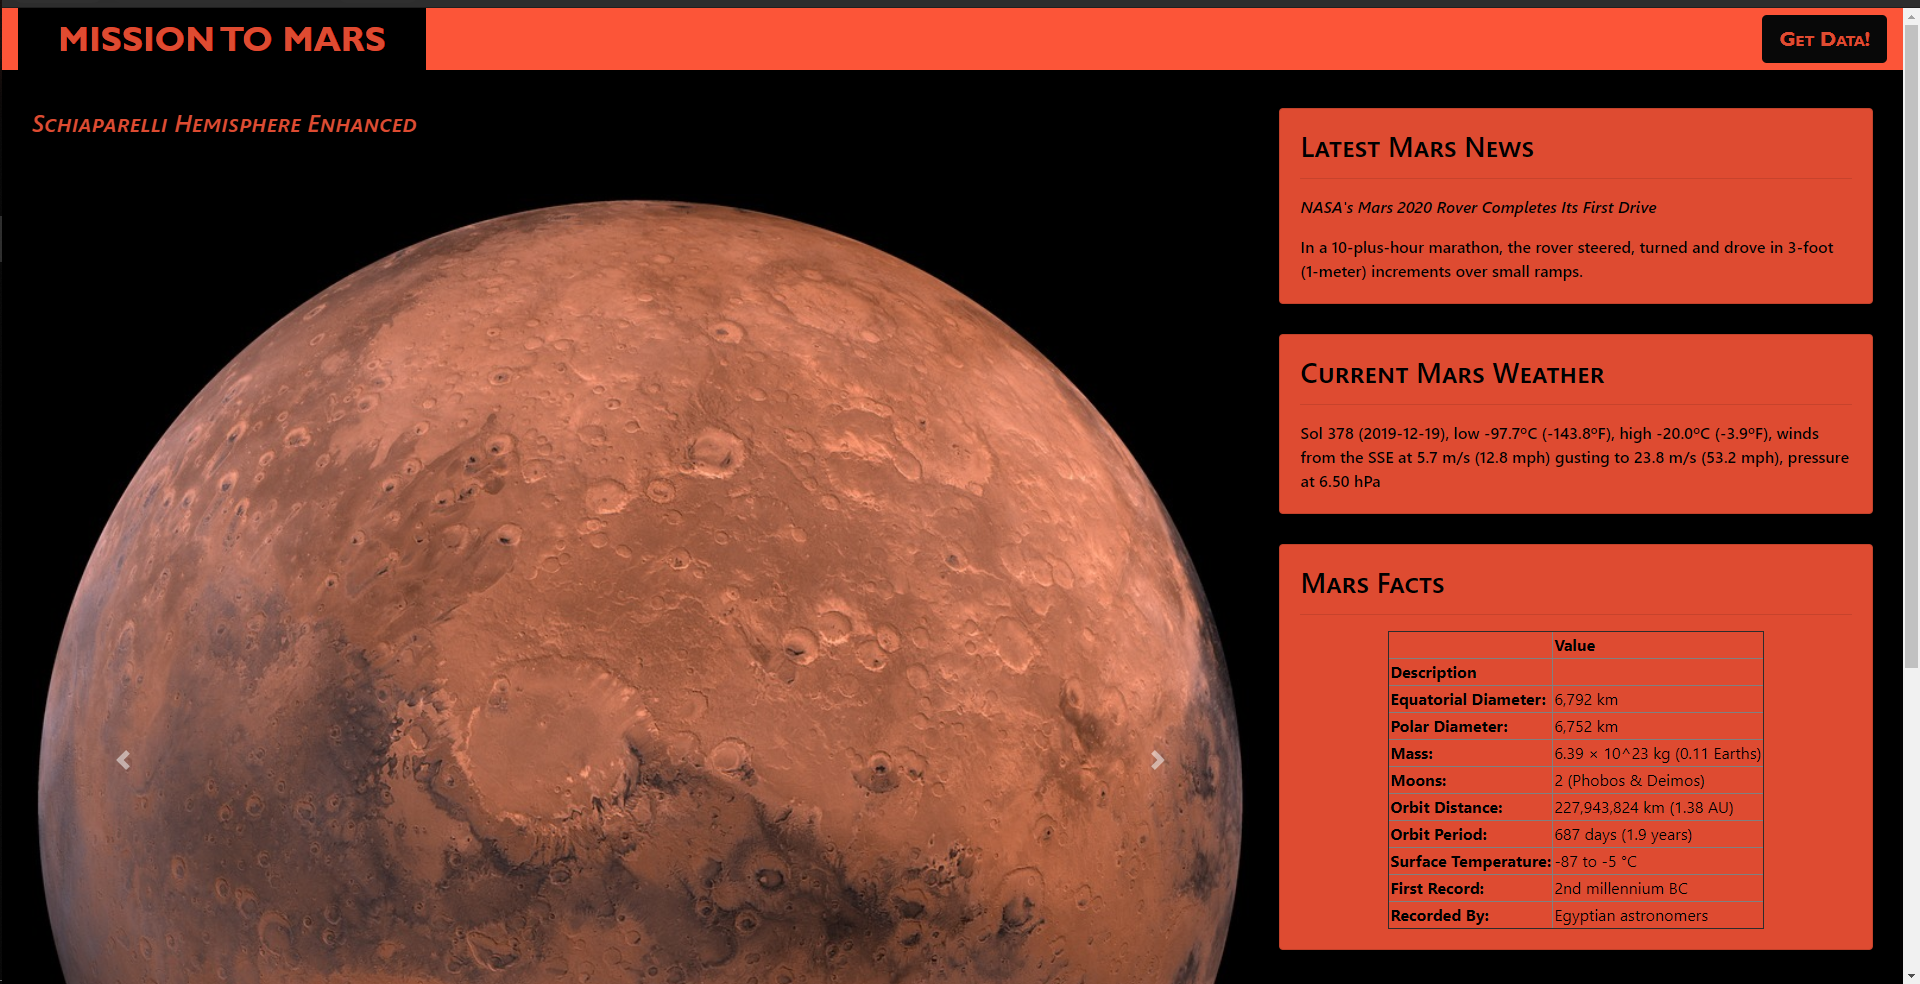 MISSION TO MARS
Get Data!
Schiaparelli Hemisphere Enhanced
Latest Mars News
NASA's Mars 2020 Rover Completes Its First Drive
In a 10-plus-hour marathon, the rover steered, turned and drove in 3-foot
(1-meter) increments over small ramps.
Current Mars Weather
Sol 378 (2019-12-19), low -97.7ºC (-143.8ºF), high -20.0ºC (-3.9ºF), winds
from the SSE at 5.7 m/s (12.8 mph) gusting to 23.8 m/s (53.2 mph), pressure
at 6.50 hPa
Mars Facts
Value
Description
Equatorial Diameter: 6,792 km
Polar Diameter: 6,752 km
Mass: 6.39 × 10^23 kg (0.11 Earths)
Moons: 2 (Phobos & Deimos)
Orbit Distance: 227,943,824 km (1.38 AU)
Orbit Period: 687 days (1.9 years)
Surface Temperature: -87 to -5 °C
First Record: 2nd millennium BC
Recorded By: Egyptian astronomers